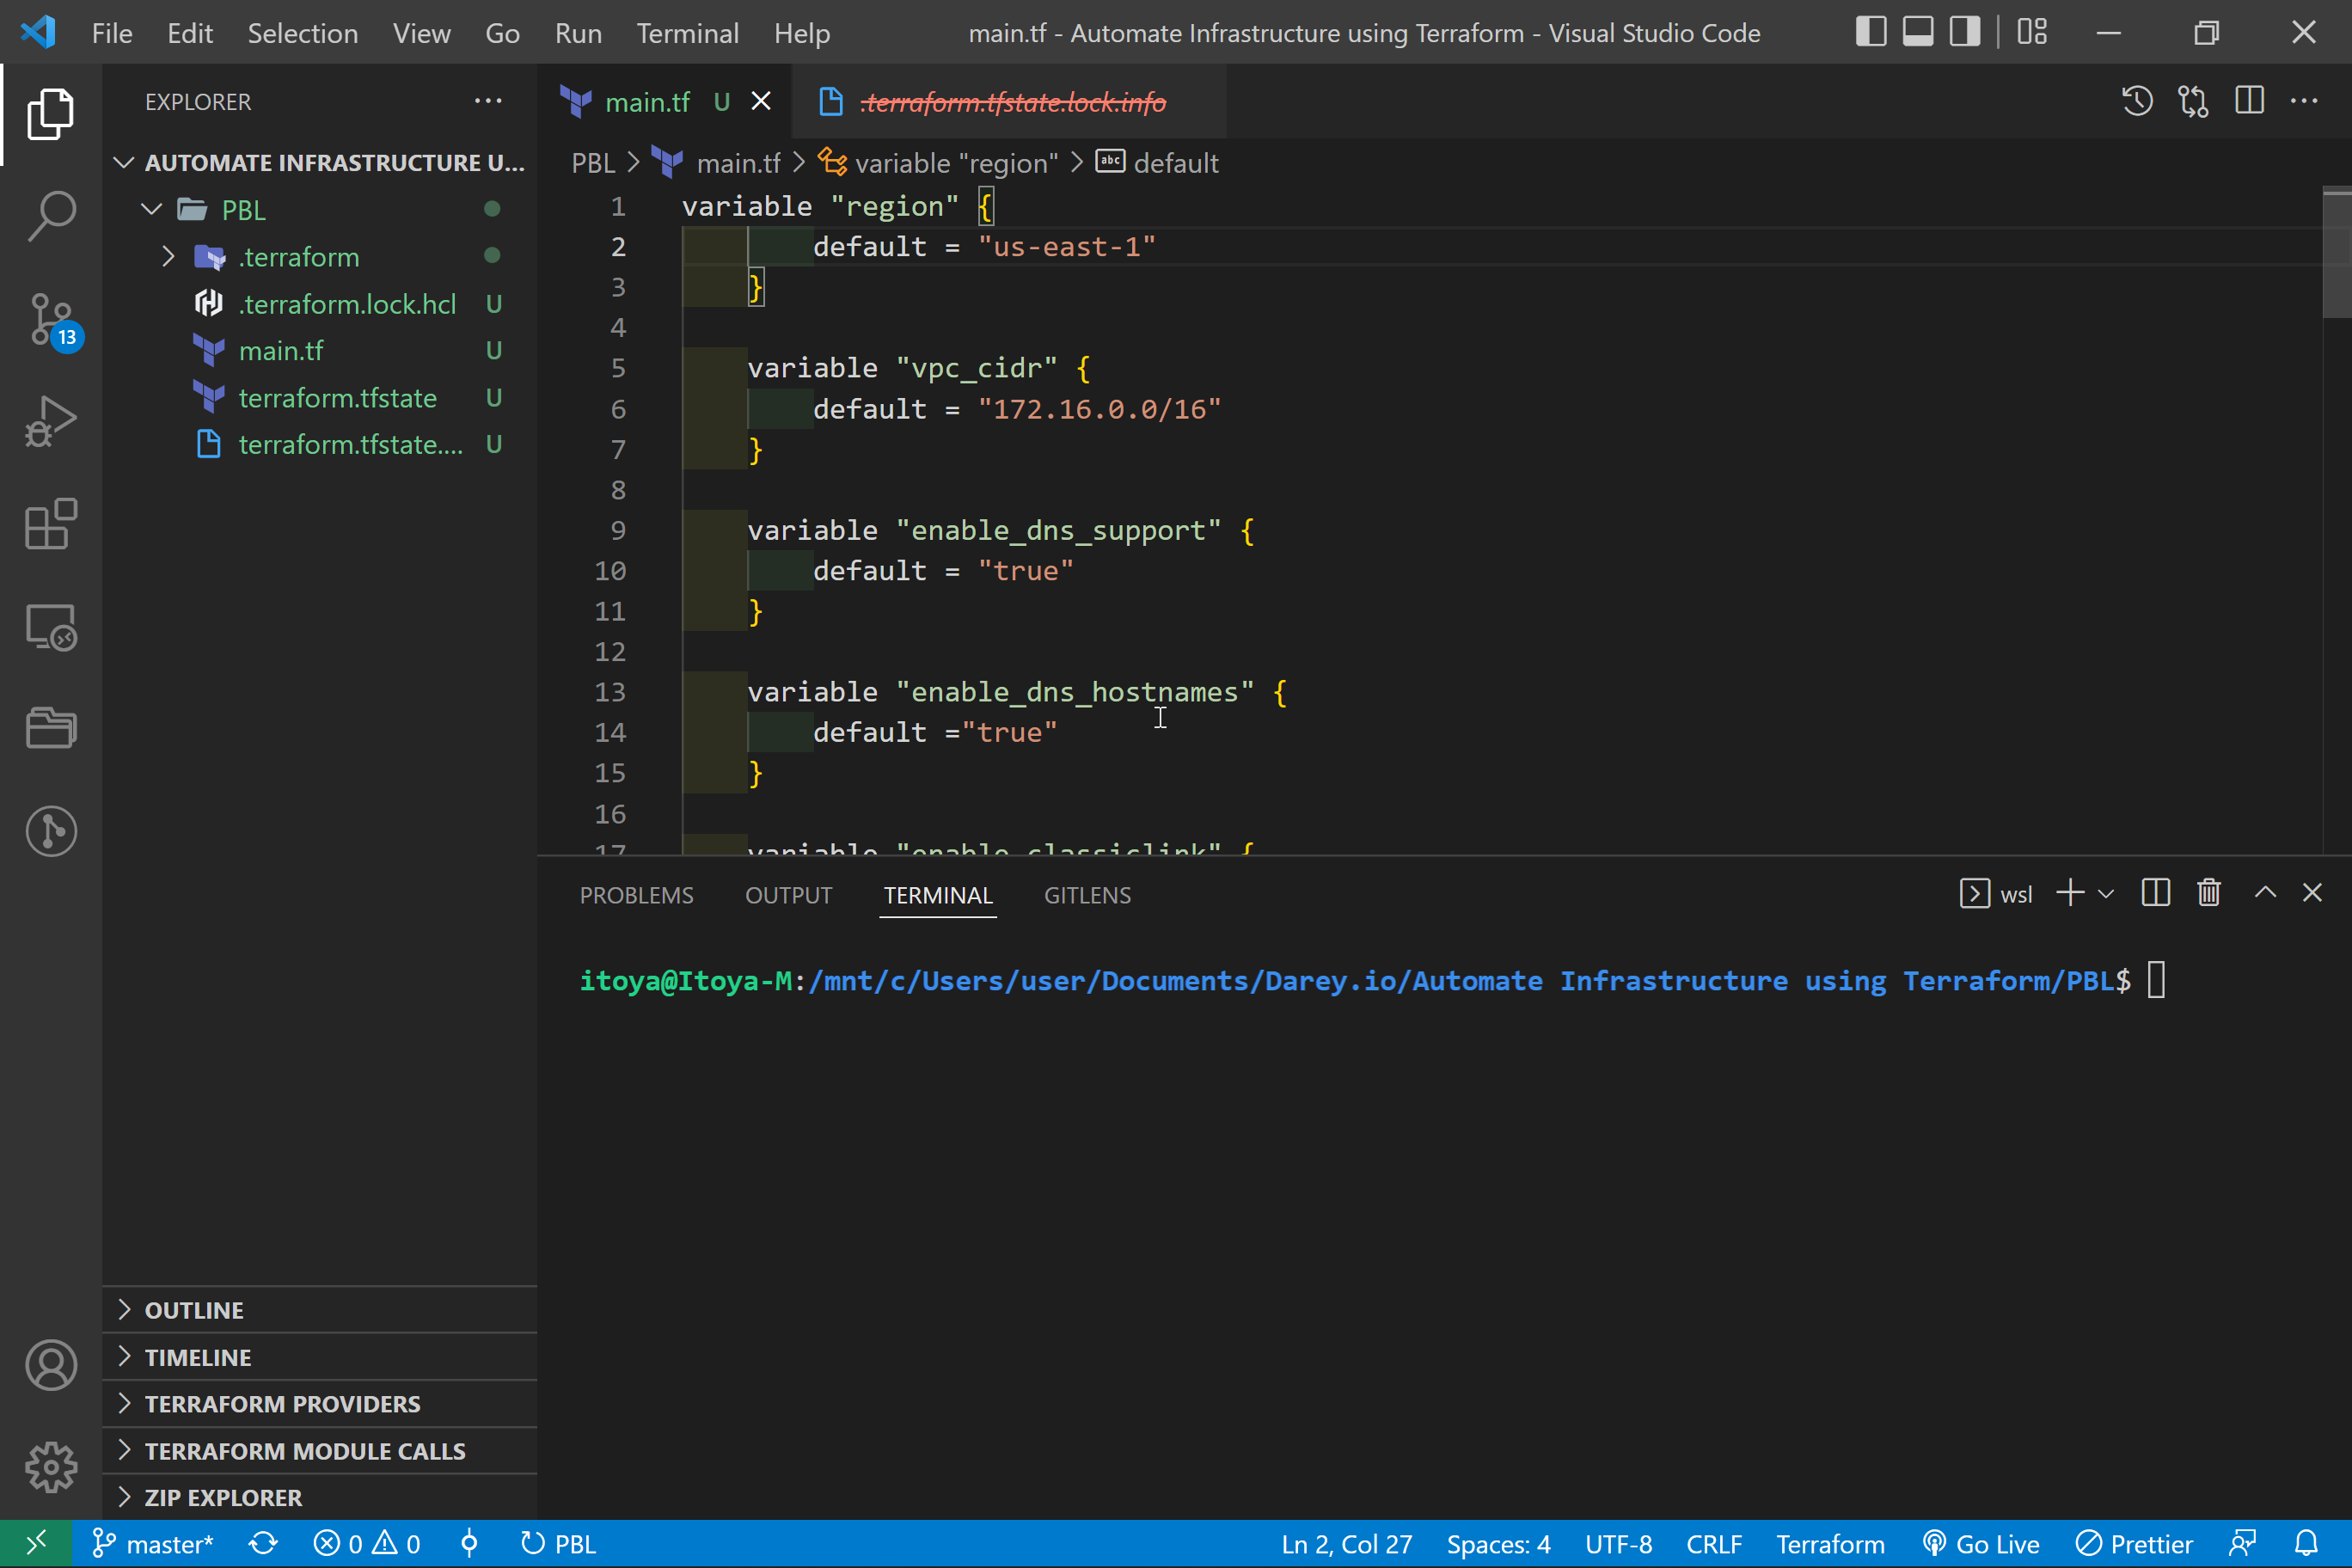 File Edit Selection View Go Run Terminal Help
main.tf - Automate Infrastructure using Terraform - Visual Studio Code
EXPLORER
AUTOMATE INFRASTRUCTURE U...
PBL
.terraform
.terraform.lock.hcl U
main.tf U
terraform.tfstate U
terraform.tfstate.... U
13
OUTLINE
TIMELINE
TERRAFORM PROVIDERS
TERRAFORM MODULE CALLS
ZIP EXPLORER
main.tf U
.terraform.tfstate.lock.info
PBL > main.tf > variable "region" > abc default
1 variable "region" {
2 default = "us-east-1"
3 }
4
5 variable "vpc_cidr" {
6 default = "172.16.0.0/16"
7 }
8
9 variable "enable_dns_support" {
10 default = "true"
11 }
12
13 variable "enable_dns_hostnames" {
14 default ="true"
15 }
16
17 variable "enable_classiclink" {
PROBLEMS OUTPUT TERMINAL GITLENS
wsl
itoya@Itoya-M:/mnt/c/Users/user/Documents/Darey.io/Automate Infrastructure using Terraform/PBL$
master* 0 0 PBL
Ln 2, Col 27 Spaces: 4 UTF-8 CRLF Terraform Go Live Prettier